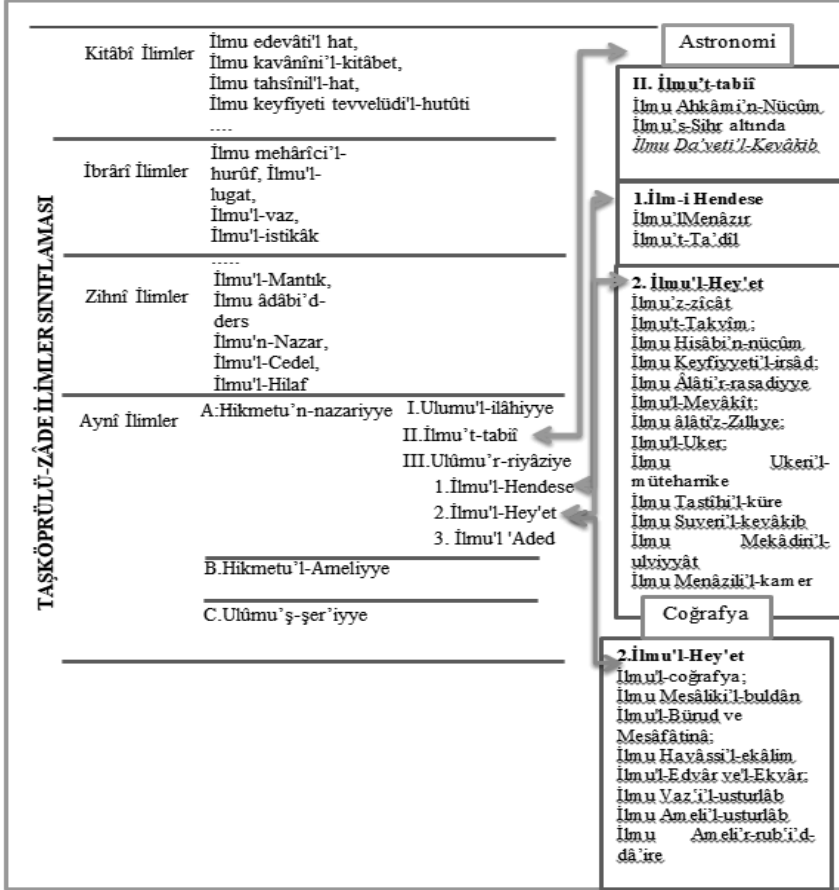 TAŞKÖPRÜLÜ-ZÂDE İLİMLER SINIFLAMASI
Kitâbî İlimler
İlmu edevâti'l hat,
İlmu kavânîni'l-kitâbet,
İlmu tahsînil'l-hat,
İlmu keyfiyeti tevvelüdi'l-hutûti
....
İbrârî İlimler
İlmu mehârîci'l-
hurûf, İlmu'l-
lugat,
İlmu'l-vaz,
İlmu'l-istikâk
.....
Zihnî İlimler
İlmu'l-Mantık,
İlmu âdâbi'd-
ders
İlmu'n-Nazar,
İlmu'l-Cedel,
İlmu'l-Hilaf
Aynî İlimler
A:Hikmetu'n-nazariyye
I.Ulumu'l-ilâhiyye
II.İlmu't-tabiî
III.Ulûmu'r-riyâziye
1.İlmu'l-Hendese
2.İlmu'l-Hey'et
3. İlmu'l 'Aded
B.Hikmetu'l-Ameliyye
C.Ulûmu'ş-şer'iyye
Astronomi
II. İlmu't-tabiî
İlmu Ahkâmi'n-Nücûm
İlmu's-Sihr altında
İlmu Da'veti'l-Kevâkib
1.İlm-i Hendese
İlmu'lMenâzır
İlmu't-Ta'dîl
2. İlmu'l-Hey'et
İlmu'z-zîcât
İlmu't-Takvîm;
İlmu Hisâbi'n-nücûm
İlmu Keyfiyyeti'l-irsâd;
İlmu Âlâti'r-rasadiyye
İlmu'l-Mevâkît;
İlmu âlâti'z-Zıllıye;
İlmu'l-Uker;
İlmu Ukeri'l-
müteharrike
İlmu Tastîhi'l-küre
İlmu Suveri'l-kevâkib
İlmu Mekâdiri'l-
ulviyyât
İlmu Menâzili'l-kamer
Coğrafya
2.İlmu'l-Hey'et
İlmu'l-coğrafya;
İlmu Mesâliki'l-buldân
İlmu'l-Bürud ve
Mesâfâtinâ;
İlmu Havâssi'l-ekâlim
İlmu'l-Edvâr ve'l-Ekvâr;
İlmu Vaz'i'l-usturlâb
İlmu Ameli'l-usturlâb
İlmu Ameli'r-rub'i'd-
dâ'ire